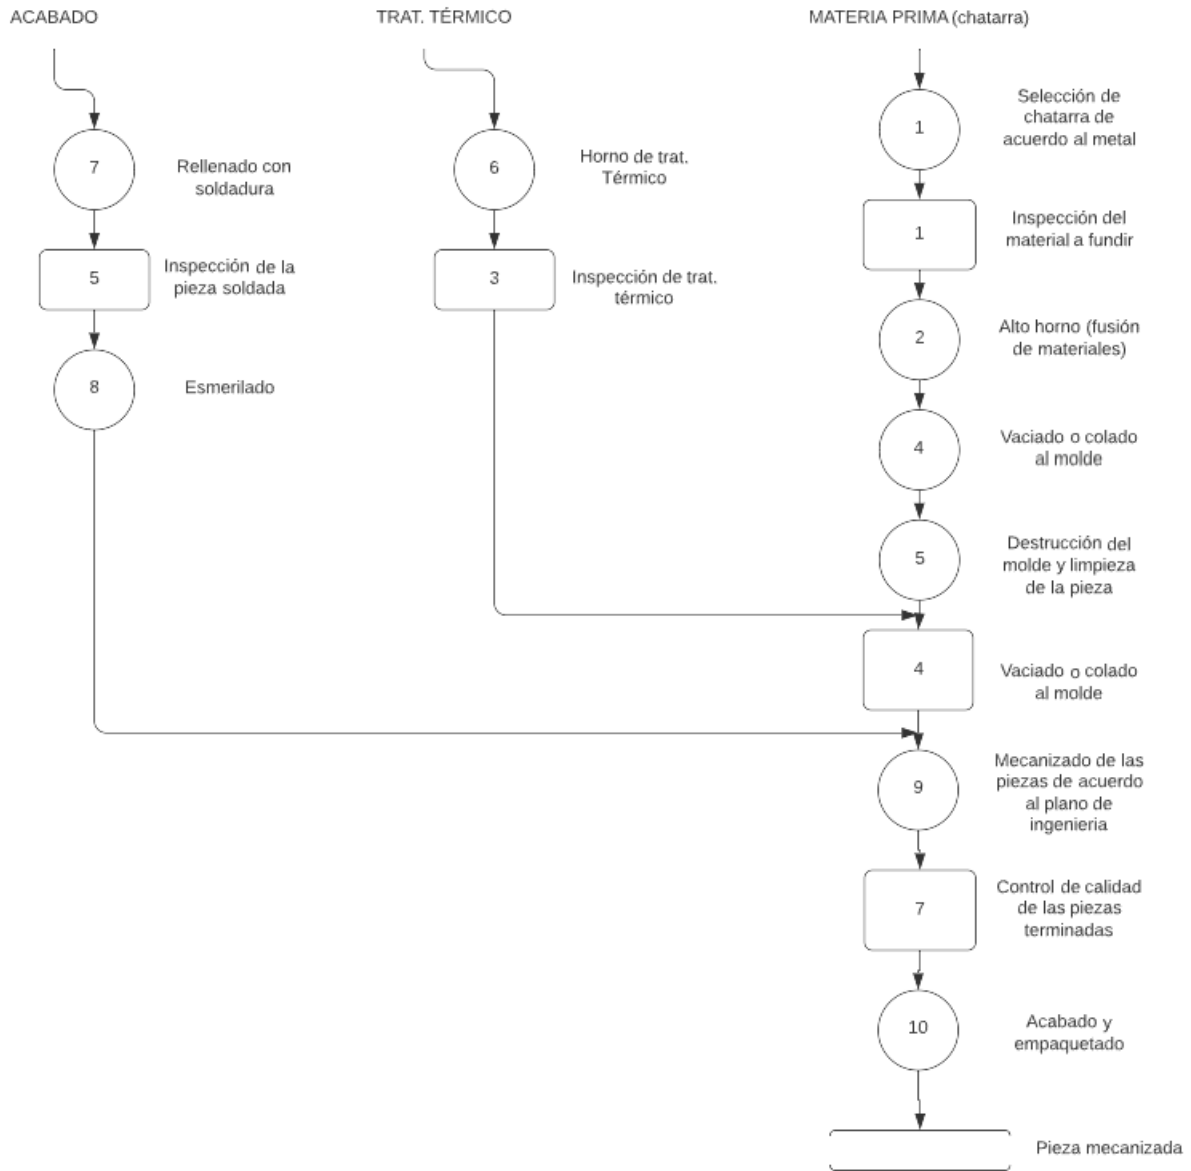 ACABADO
TRAT. TÉRMICO
MATERIA PRIMA (chatarra)
7
Rellenado con
soldadura
5
Inspección de la
pieza soldada
8
Esmerilado
6
Horno de trat.
Térmico
3
Inspección de trat.
térmico
1
Selección de
chatarra de
acuerdo al metal
1
Inspección del
material a fundir
2
Alto horno (fusión
de materiales)
4
Vaciado o colado
al molde
5
Destrucción del
molde y limpieza
de la pieza
4
Vaciado o colado
al molde
9
Mecanizado de las
piezas de acuerdo
al plano de
ingenieria
7
Control de calidad
de las piezas
terminadas
10
Acabado y
empaquetado
Pieza mecanizada